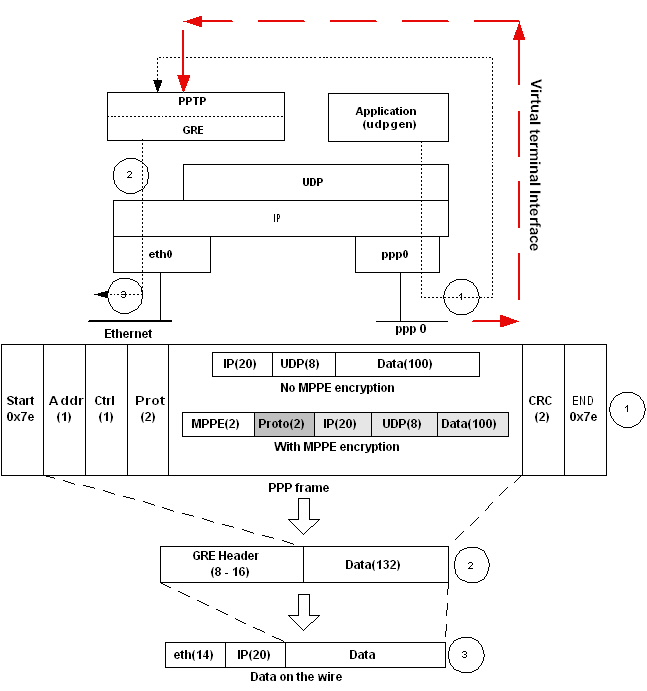 PPTP
GRE
Application
(udpgen)
Virtual terminal Interface
2
UDP
IP
eth0
ppp0
3
1
Ethernet
ppp 0
Start
0x7e
Addr
(1)
Ctrl
(1)
Prot
(2)
IP(20)
UDP(8)
Data(100)
No MPPE encryption
MPPE(2)
Proto(2)
IP(20)
UDP(8)
Data(100)
With MPPE encryption
CRC
(2)
END
0x7e
1
PPP frame
GRE Header
(8 - 16)
Data(132)
2
eth(14)
IP(20)
Data
3
Data on the wire